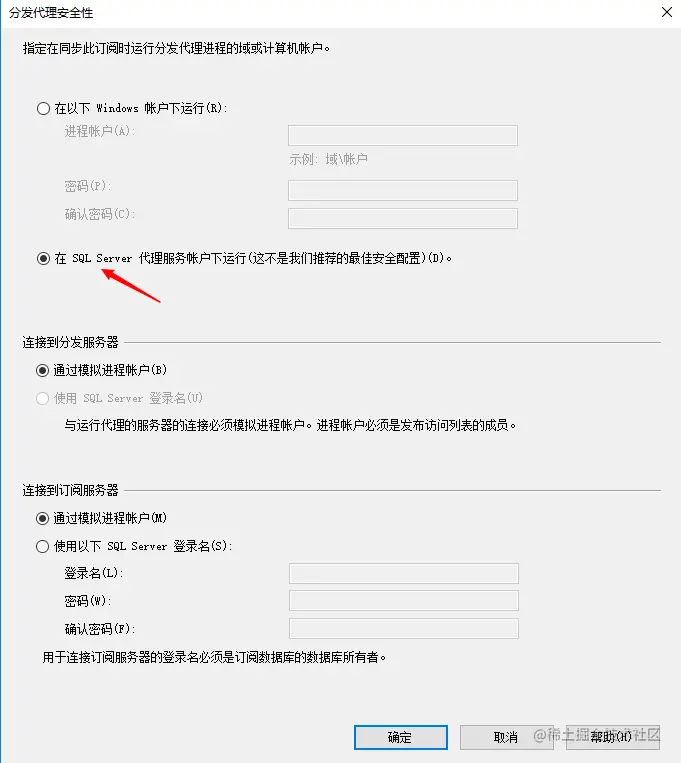 分发代理安全性
指定在同步此订阅时运行分发代理进程的域或计算机帐户。
在以下 Windows 帐户下运行(R):
进程帐户(A):
示例: 域\帐户
密码(P):
确认密码(C):
在 SQL Server 代理服务帐户下运行(这不是我们推荐的最佳安全配置)(D)。
连接到分发服务器
通过模拟进程帐户(B)
使用 SQL Server 登录名(U)
与运行代理的服务器的连接必须模拟进程帐户。进程帐户必须是发布访问列表的成员。
连接到订阅服务器
通过模拟进程帐户(M)
使用以下 SQL Server 登录名(S):
登录名(L):
密码(W):
确认密码(F):
用于连接订阅服务器的登录名必须是订阅数据库的数据库所有者。
确定
取消
帮助(H)
@稀土掘金技术社区